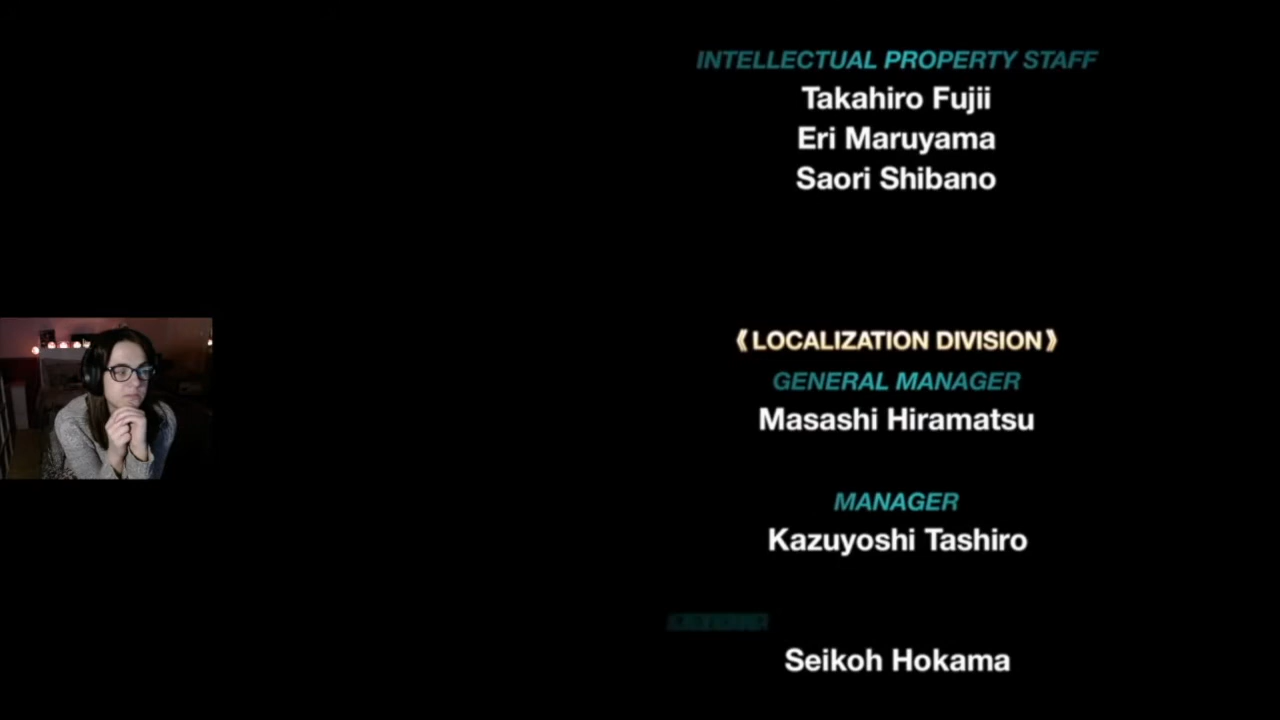 INTELLECTUAL PROPERTY STAFF
Takahiro Fujii
Eri Maruyama
Saori Shibano
《LOCALIZATION DIVISION》
GENERAL MANAGER
Masashi Hiramatsu
MANAGER
Kazuyoshi Tashiro
Seikoh Hokama